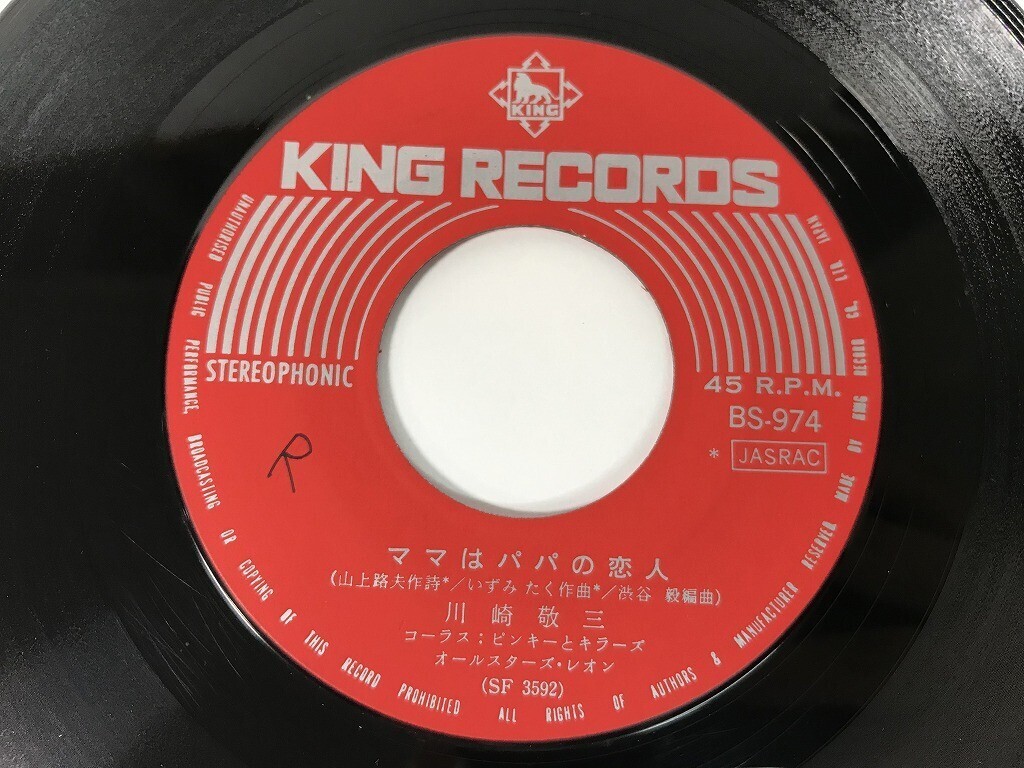 KING
KING RECORDS
STEREOPHONIC
45 R.P.M.
BS-974
* JASRAC
R
ママはパパの恋人
(山上路夫作詩*/いずみ たく作曲*/渋谷 毅編曲)
川崎敬三
コーラス:ピンキーとキラーズ
オールスターズ・レオン
(SF 3592)
UNAUTHORISED PUBLIC PERFORMANCE, BROADCASTING OR COPYING OF THIS RECORD PROHIBITED ALL RIGHTS OF AUTHORS & MANUFACTURER RESERVED MADE BY KING RECORD CO. LTD. JAPAN